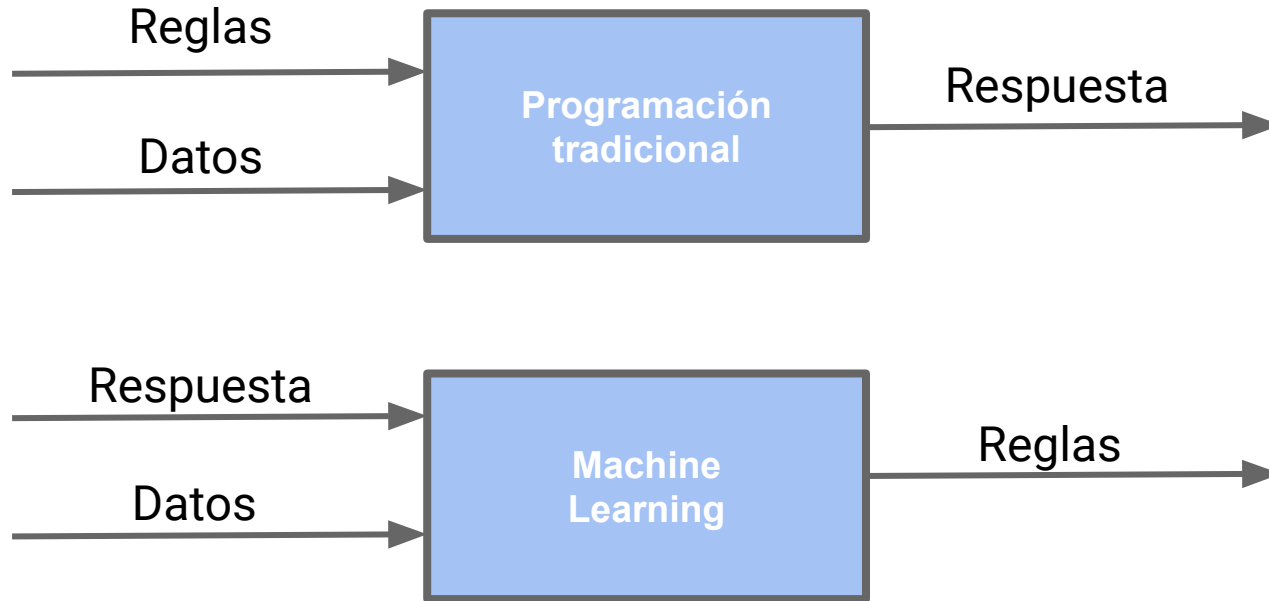 Reglas
Datos
Programación
tradicional
Respuesta
Respuesta
Datos
Machine
Learning
Reglas